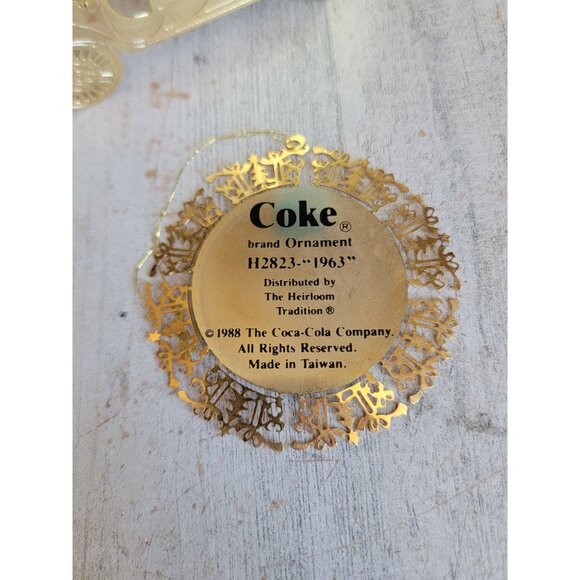 Coke®
brand Ornament
H2823-"1963"
Distributed by
The Heirloom
Tradition®
©1988 The Coca-Cola Company.
All Rights Reserved.
Made in Taiwan.